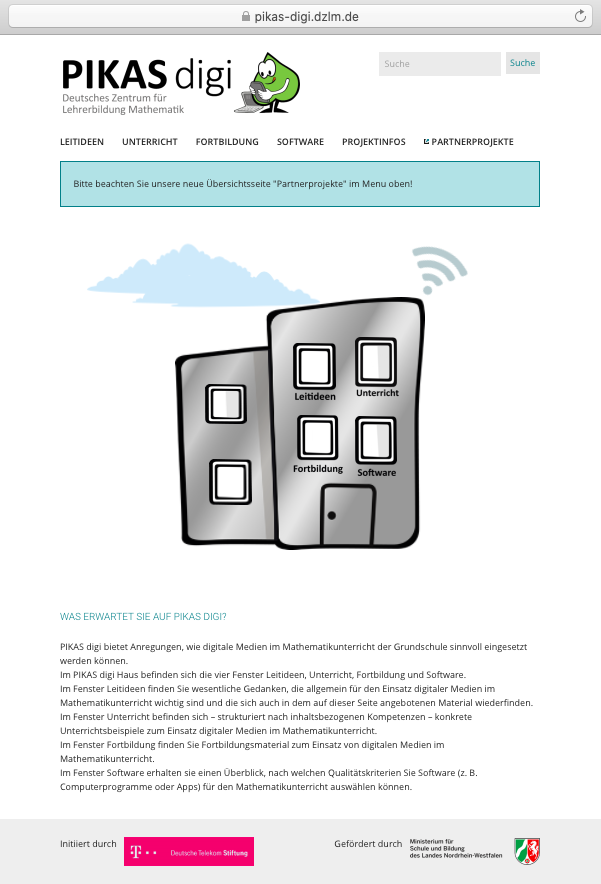 pikas-digi.dzlm.de
PIKAS digi
Deutsches Zentrum für
Lehrerbildung Mathematik
Suche Suche
LEITIDEEN UNTERRICHT FORTBILDUNG SOFTWARE PROJEKTINFOS PARTNERPROJEKTE
Bitte beachten Sie unsere neue Übersichtsseite "Partnerprojekte" im Menu oben!
Leitideen Unterricht
Fortbildung Software
WAS ERWARTET SIE AUF PIKAS DIGI?
PIKAS digi bietet Anregungen, wie digitale Medien im Mathematikunterricht der Grundschule sinnvoll eingesetzt
werden können.
Im PIKAS digi Haus befinden sich die vier Fenster Leitideen, Unterricht, Fortbildung und Software.
Im Fenster Leitideen finden Sie wesentliche Gedanken, die allgemein für den Einsatz digitaler Medien im
Mathematikunterricht wichtig sind und die sich auch in dem auf dieser Seite angebotenen Material wiederfinden.
Im Fenster Unterricht befinden sich – strukturiert nach inhaltsbezogenen Kompetenzen – konkrete
Unterrichtsbeispiele zum Einsatz digitaler Medien im Mathematikunterricht.
Im Fenster Fortbildung finden Sie Fortbildungsmaterial zum Einsatz von digitalen Medien im
Mathematikunterricht.
Im Fenster Software erhalten sie einen Überblick, nach welchen Qualitätskriterien Sie Software (z. B.
Computerprogramme oder Apps) für den Mathematikunterricht auswählen können.
Initiiert durch
T Deutsche Telekom Stiftung
Gefördert durch
Ministerium für
Schule und Bildung
des Landes Nordrhein-Westfalen